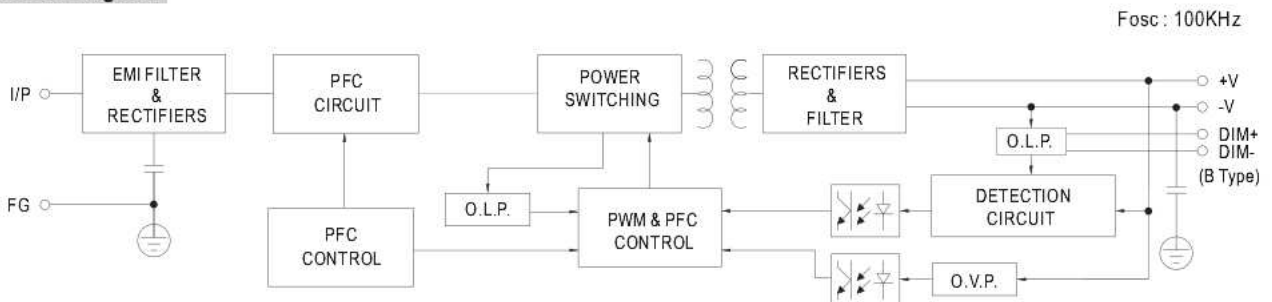 Fosc : 100KHz
I/P
EMI FILTER
&
RECTIFIERS
PFC
CIRCUIT
POWER
SWITCHING
RECTIFIERS
&
FILTER
+V
-V
DIM+
DIM-
(B Type)
O.L.P.
FG
O.L.P.
PFC
CONTROL
PWM & PFC
CONTROL
DETECTION
CIRCUIT
O.V.P.